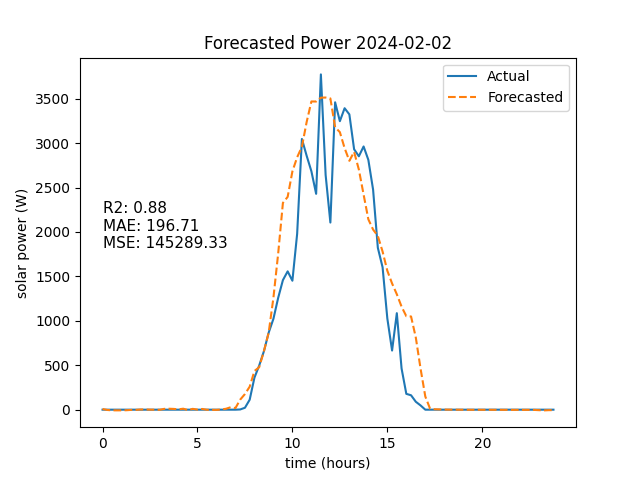 Forecasted Power 2024-02-02
Actual
Forecasted
R2: 0.88
MAE: 196.71
MSE: 145289.33
solar power (W)
3500
3000
2500
2000
1500
1000
500
0
0 5 10 15 20
time (hours)